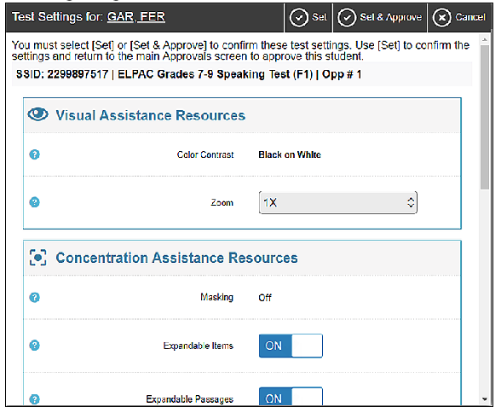 Test Settings for: GAR, FER Set Set & Approve Cancel
You must select [Set] or [Set & Approve] to confirm these test settings. Use [Set] to confirm the
settings and return to the main Approvals screen to approve this student.
SSID: 2299897517 | ELPAC Grades 7-9 Speaking Test (F1) | Opp # 1
Visual Assistance Resources
? Color Contrast Black on White
? Zoom 1X
Concentration Assistance Resources
? Masking Off
? Expandable Items ON
? Expandable Passages ON